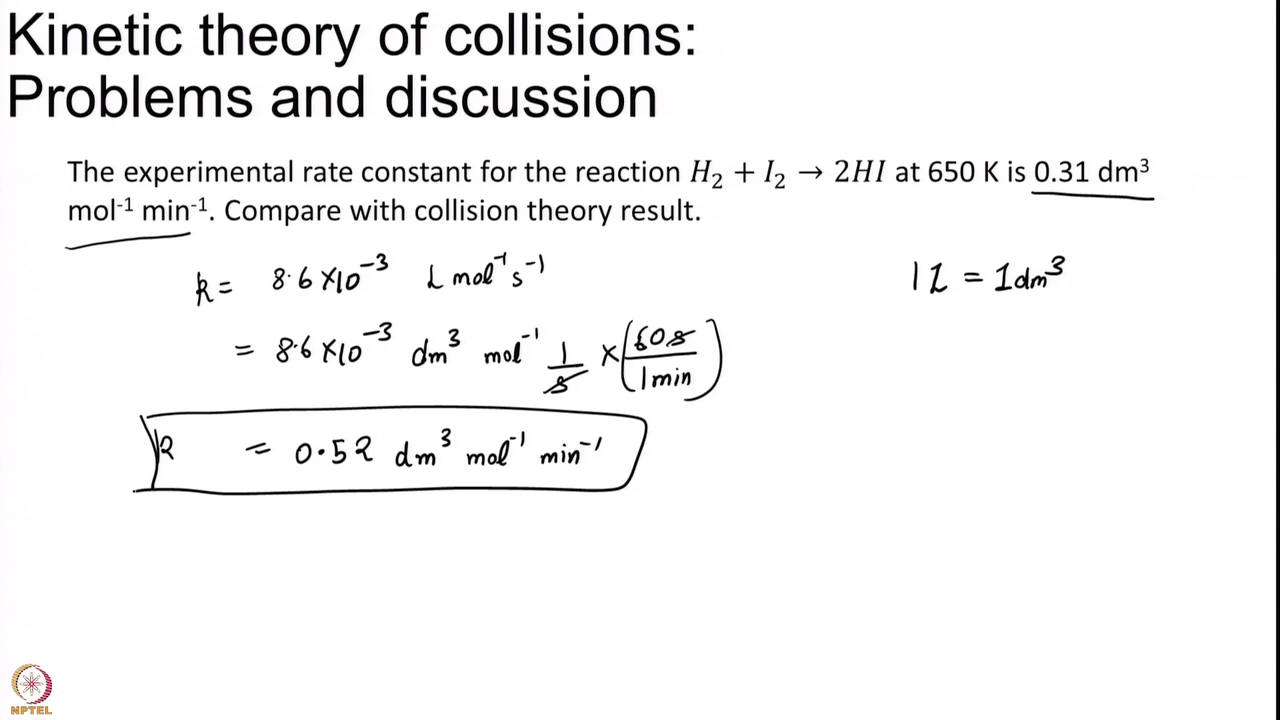 Kinetic theory of collisions:
Problems and discussion
The experimental rate constant for the reaction H₂ + I₂ → 2HI at 650 K is 0.31 dm³
mol⁻¹ min⁻¹. Compare with collision theory result.
k = 8.6 × 10⁻³ L mol⁻¹ s⁻¹
1 L = 1 dm³
= 8.6 × 10⁻³ dm³ mol⁻¹ 1/s × (60 s / 1 min)
k = 0.52 dm³ mol⁻¹ min⁻¹
NPTEL